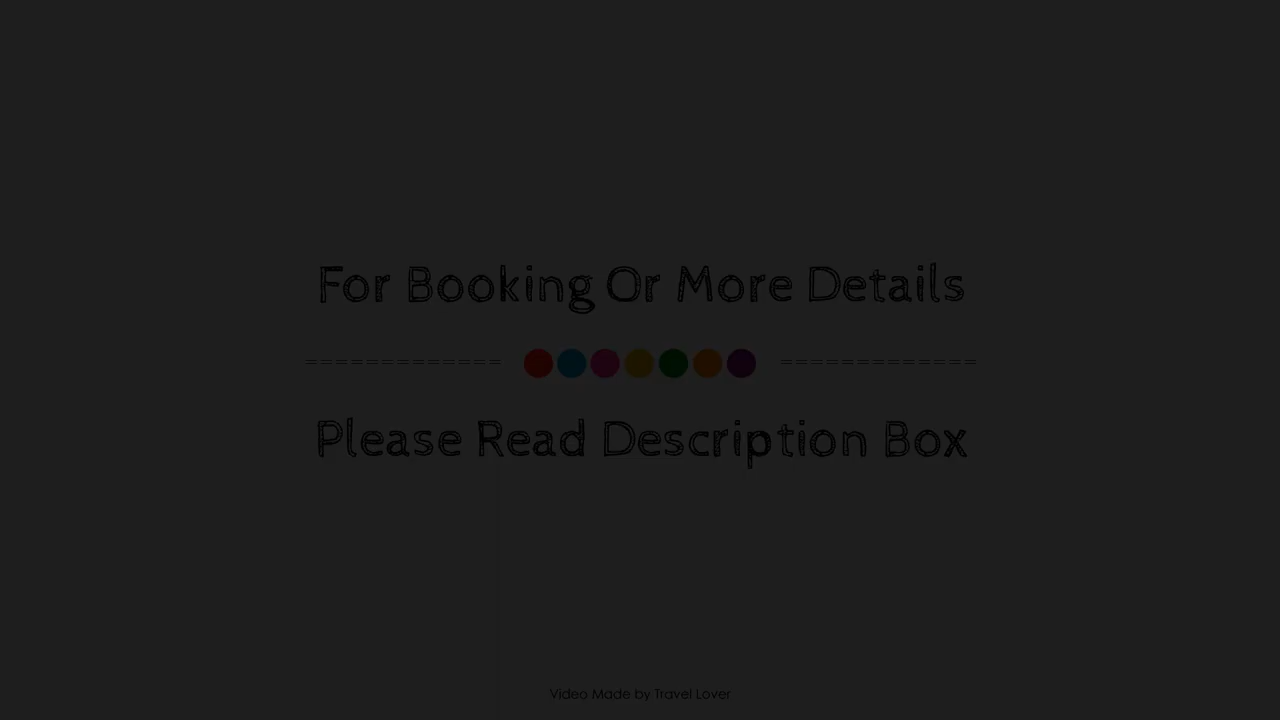 For Booking Or More Details
============= =============
Please Read Description Box
Video Made by Travel Lover